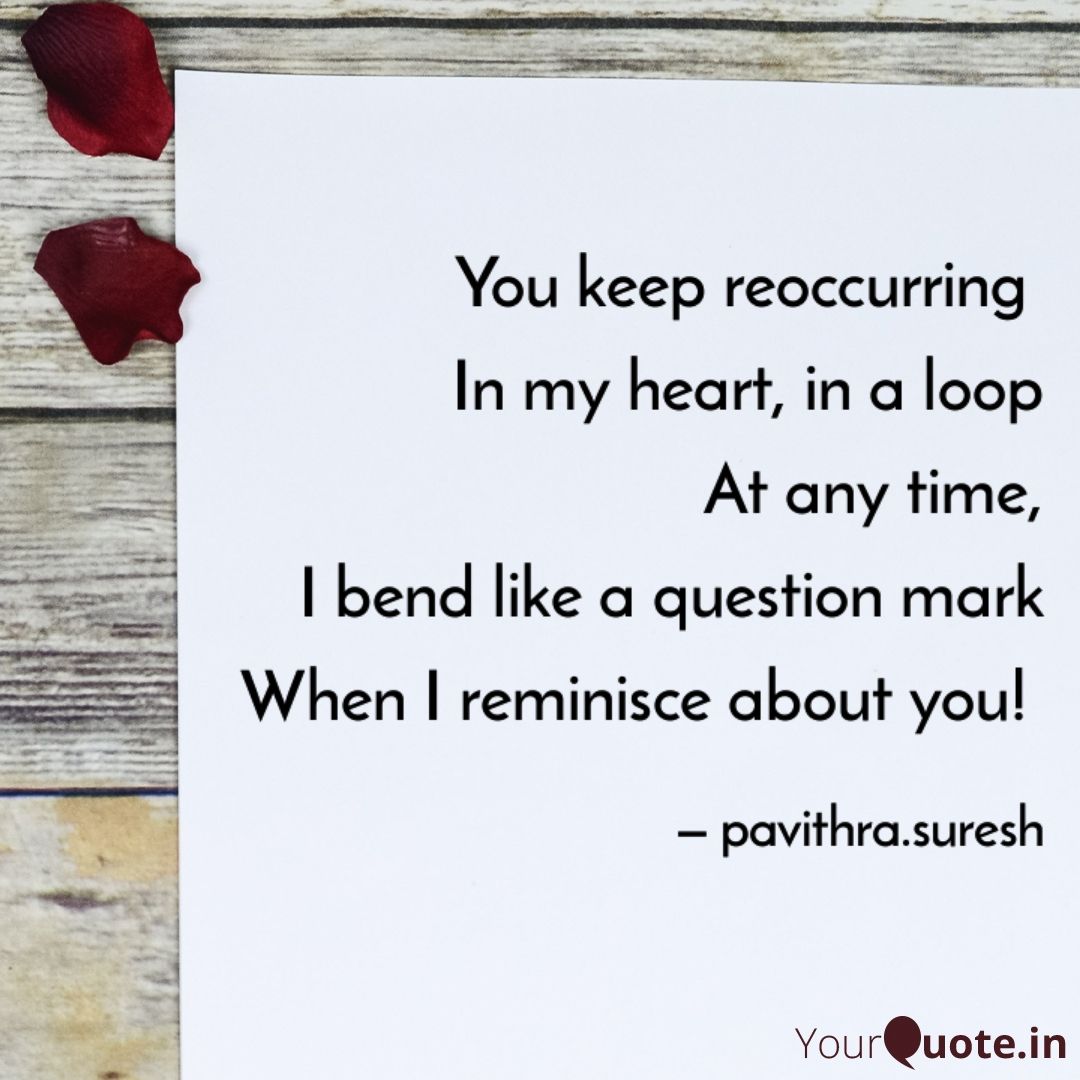 You keep reoccurring
In my heart, in a loop
At any time,
I bend like a question mark
When I reminisce about you!
– pavithra.suresh
YourQuote.in